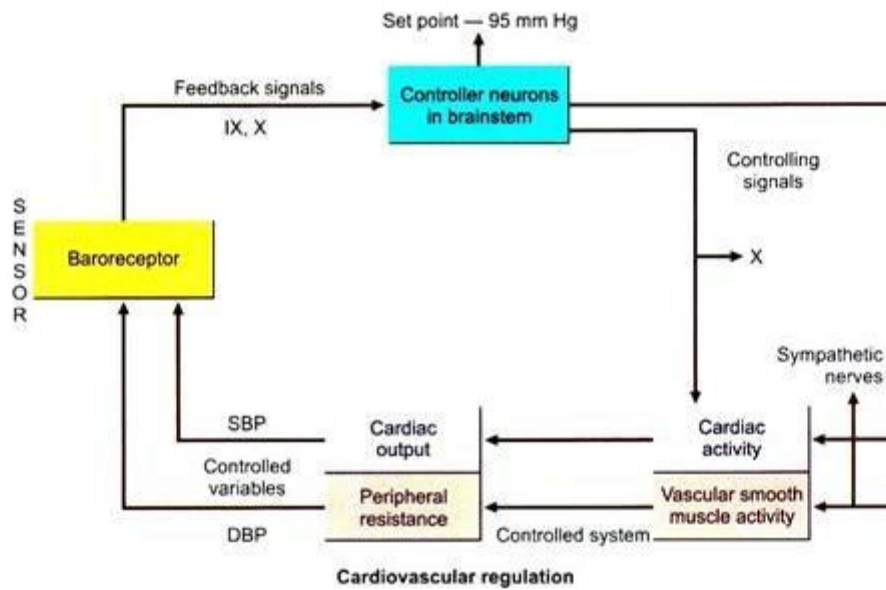 Set point — 95 mm Hg
Feedback signals
IX, X
Controller neurons
in brainstem
Controlling
signals
X
SENSOR
Baroreceptor
Sympathetic
nerves
SBP
Cardiac
output
Cardiac
activity
Controlled
variables
Peripheral
resistance
Vascular smooth
muscle activity
DBP
Controlled system
Cardiovascular regulation